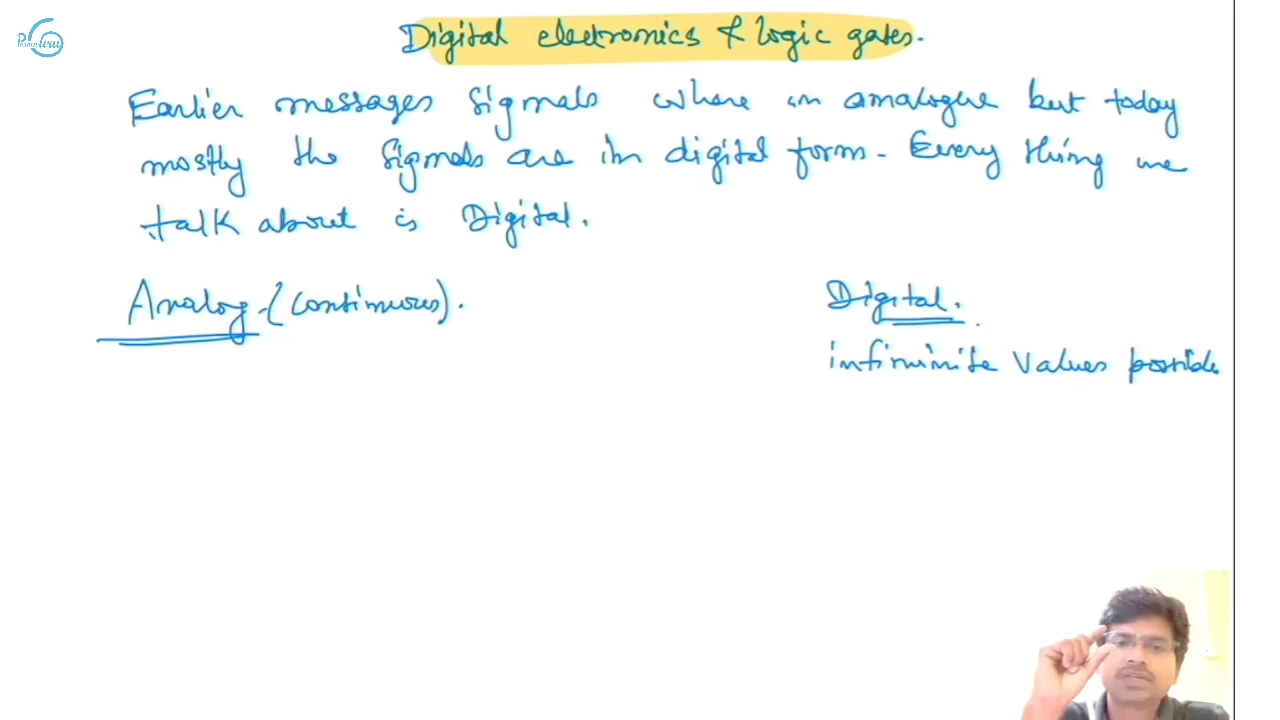 Digital electronics & logic gates.
Earlier messages signals where in analogue but today
mostly the signals are in digital form. Every thing we
talk about is Digital.
Analog - (continuous).
Digital.
infiminite values possible